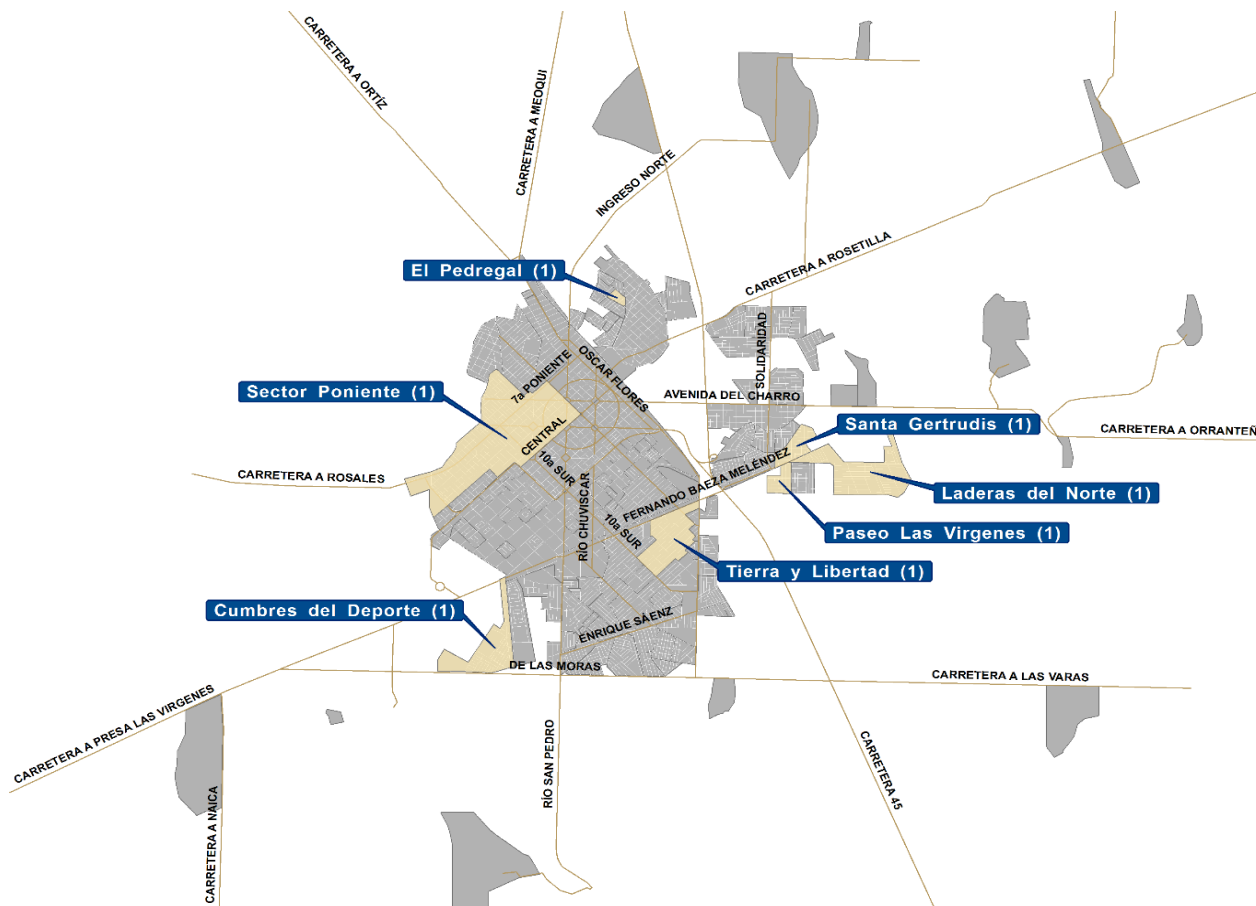 CARRETERA A ORTÍZ
CARRETERA A MEOQUI
INGRESO NORTE
CARRETERA A ROSETILLA
El Pedregal (1)
SOLIDARIDAD
OSCAR FLORES
7a PONIENTE
Sector Poniente (1)
AVENIDA DEL CHARRO
Santa Gertrudis (1)
CARRETERA A ORRANTEÑ
CENTRAL
10a SUR
CARRETERA A ROSALES
FERNANDO BAEZA MELÉNDEZ
Laderas del Norte (1)
RÍO CHUVISCAR
10a SUR
Paseo Las Virgenes (1)
Tierra y Libertad (1)
Cumbres del Deporte (1)
ENRIQUE SÁENZ
DE LAS MORAS
CARRETERA A LAS VARAS
CARRETERA A PRESA LAS VIRGENES
RÍO SAN PEDRO
CARRETERA 45
CARRETERA A NAICA